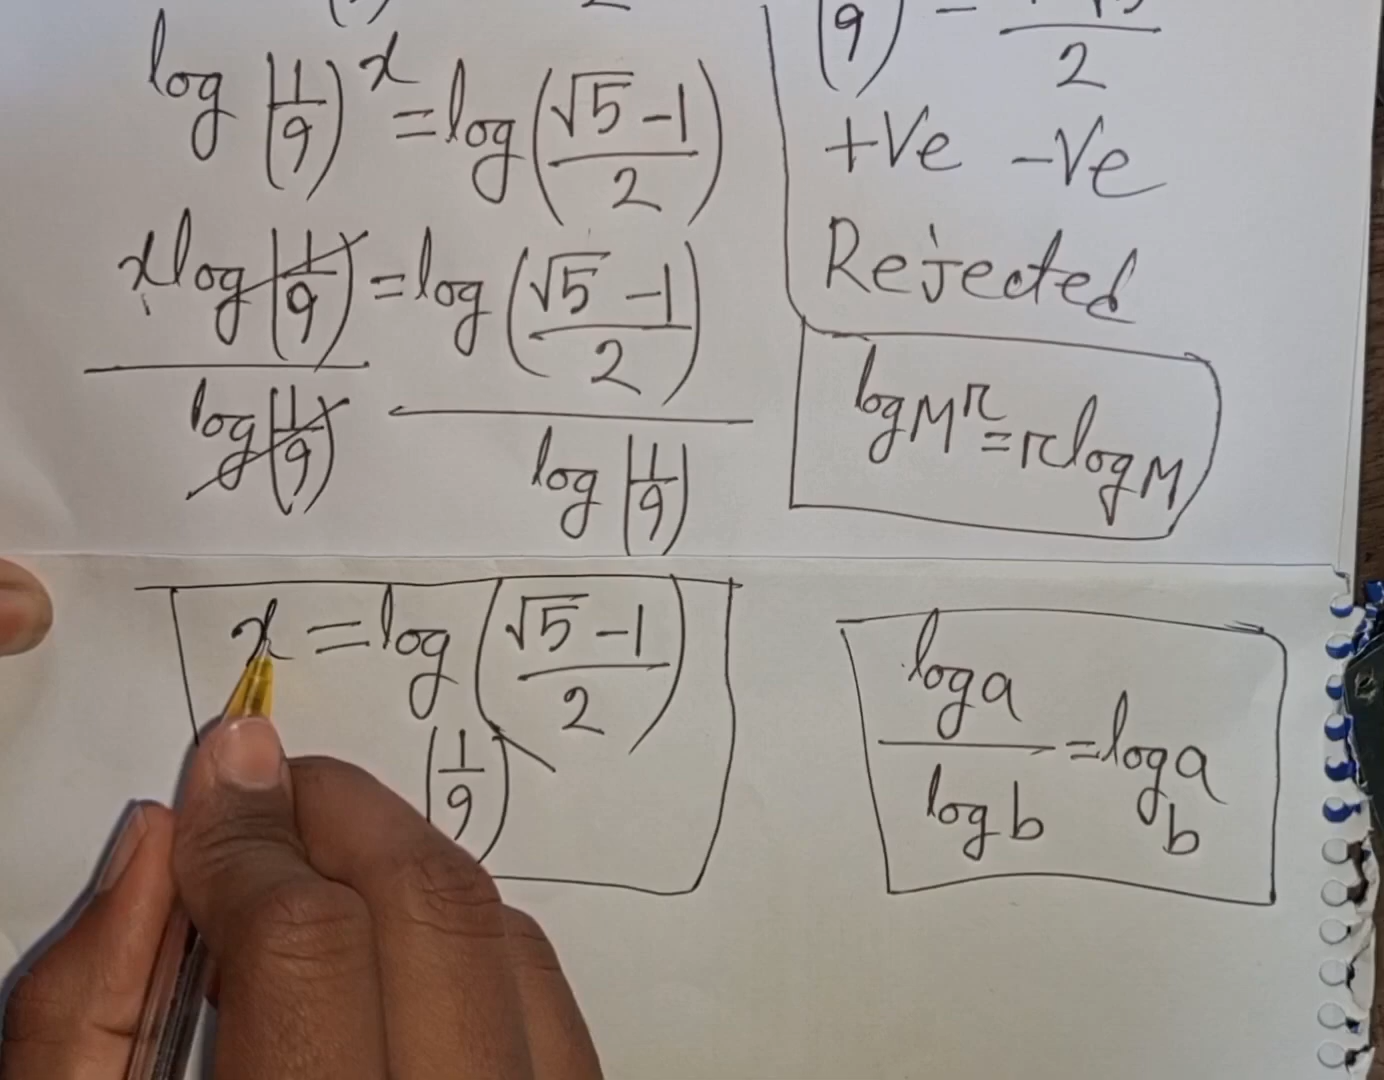 log (1/9)^x = log ((√5 - 1)/2)
x log (1/9) = log ((√5 - 1)/2)
log (1/9)   log (1/9)
x = log_(1/9) ((√5 - 1)/2)
9   2
+Ve -Ve
Rejected
log M^r = r log M
log a / log b = log_b a